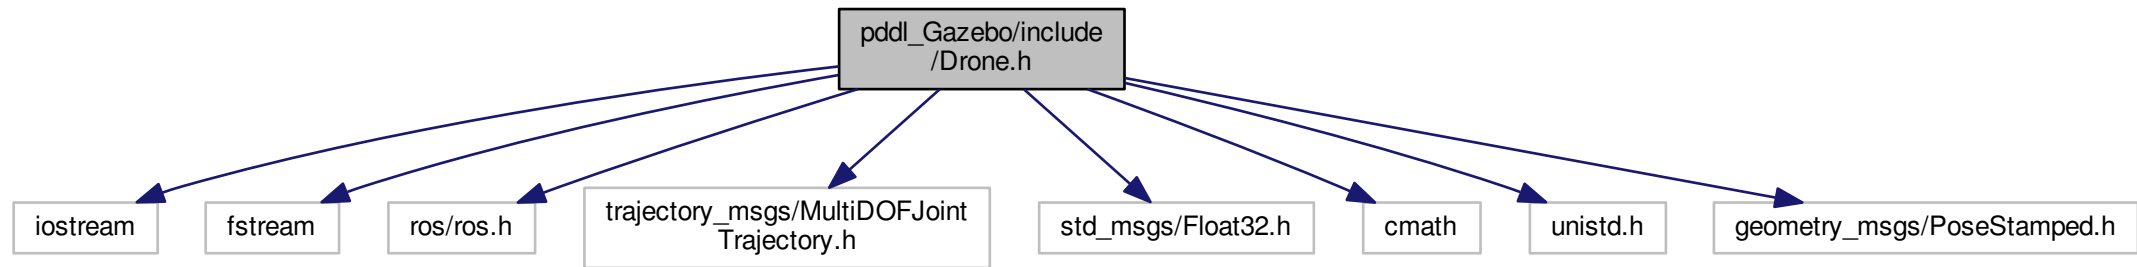 pddl_Gazebo/include
/Drone.h
iostream
fstream
ros/ros.h
trajectory_msgs/MultiDOFJoint
Trajectory.h
std_msgs/Float32.h
cmath
unistd.h
geometry_msgs/PoseStamped.h